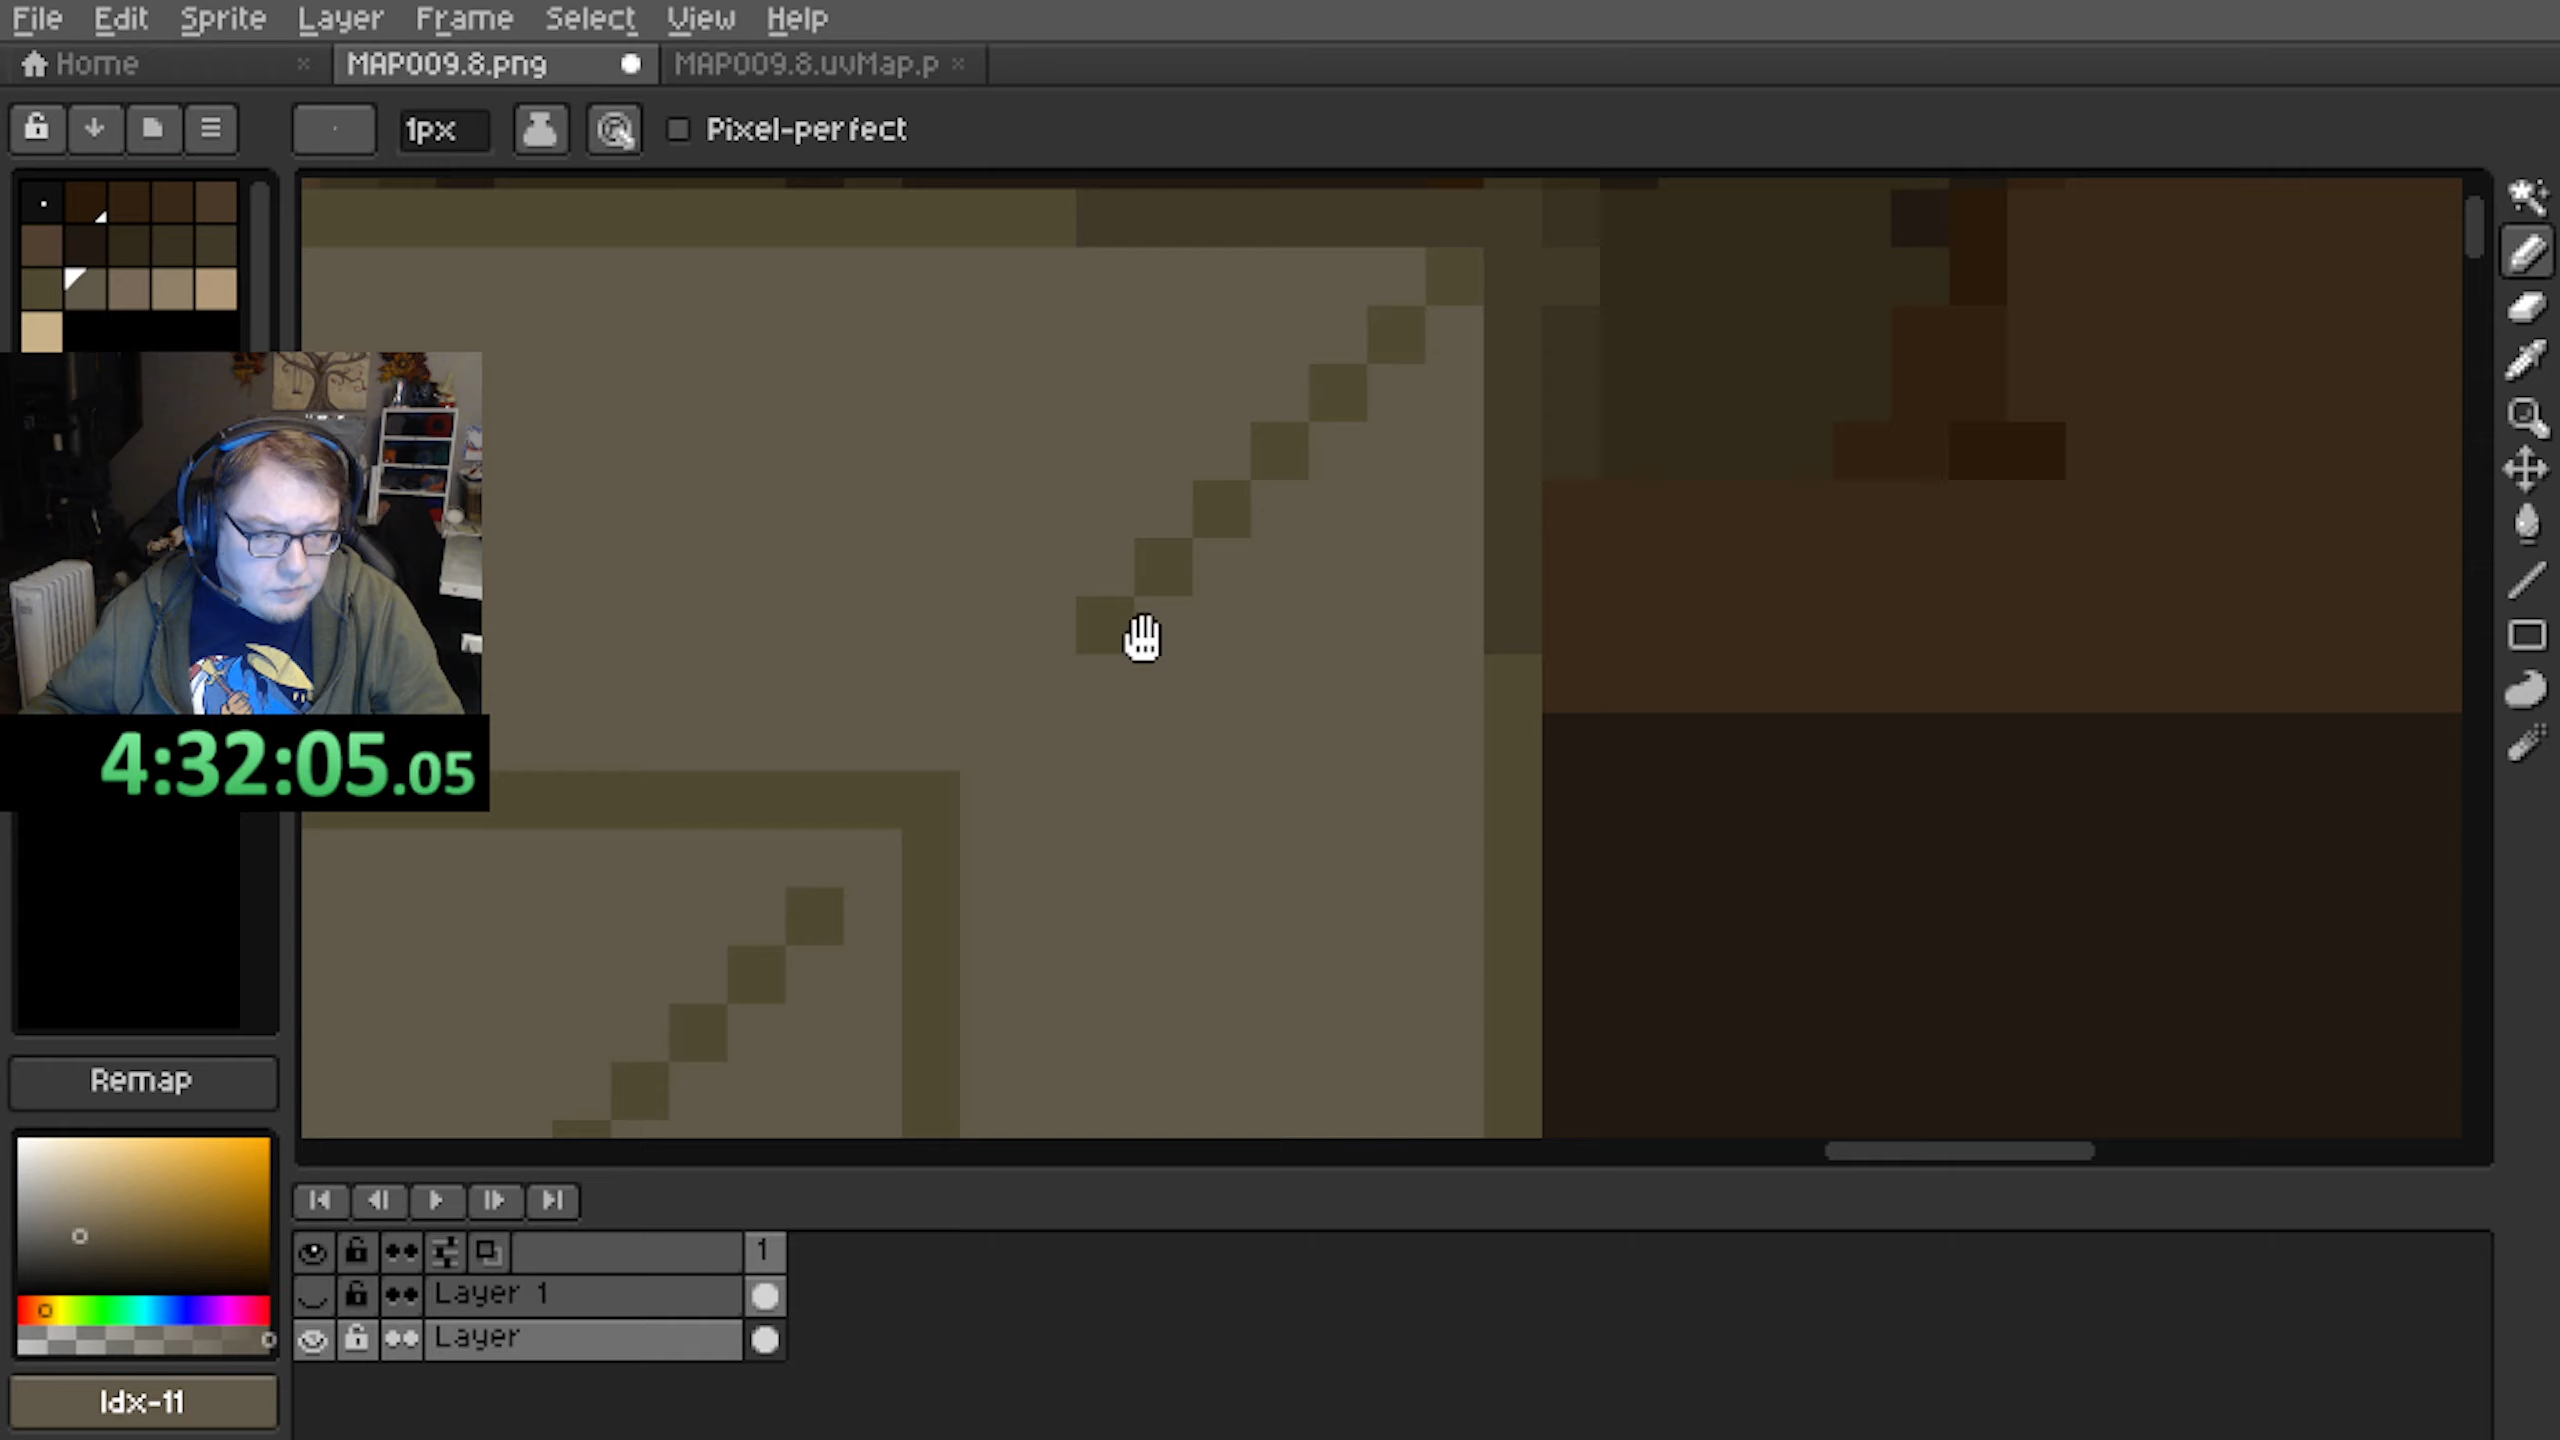 File Edit Sprite Layer Frame Select View Help
Home MAP009.8.png MAP009.8.uvMap.p
1px Pixel-perfect
4:32:05.05
Remap
1
Layer 1
Layer
Idx-11